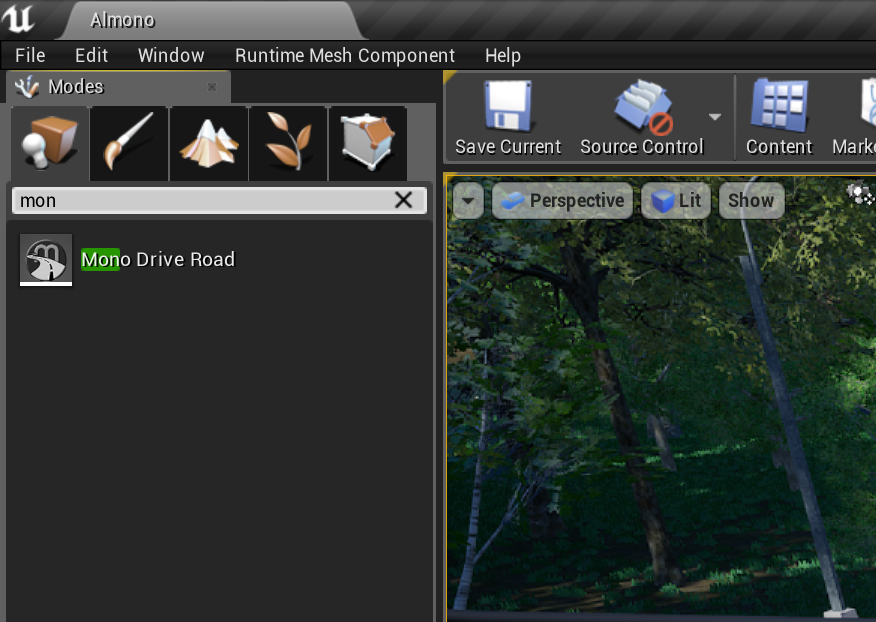 Almono
File Edit Window Runtime Mesh Component Help
Modes
Save Current Source Control Content
mon
Perspective Lit Show
Mono Drive Road